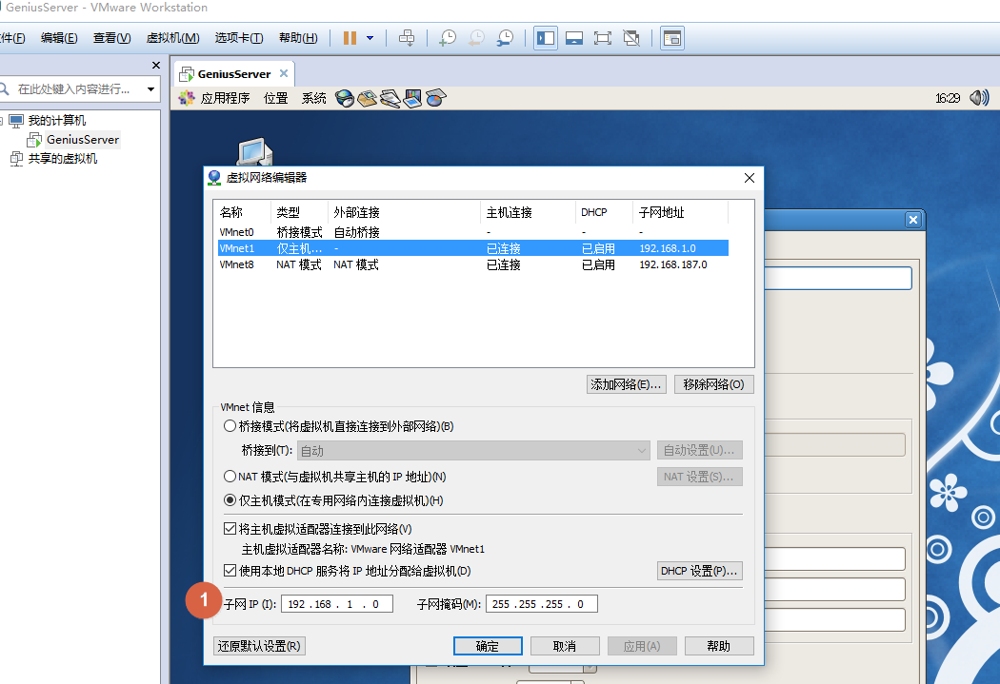 GeniusServer - VMware Workstation
件(F) 编辑(E) 查看(V) 虚拟机(M) 选项卡(T) 帮助(H)
GeniusServer
在此处键入内容进行...
应用程序 位置 系统 16:29
我的计算机
GeniusServer
共享的虚拟机
虚拟网络编辑器
名称 类型 外部连接 主机连接 DHCP 子网地址
VMnet0 桥接模式 自动桥接 - - -
VMnet1 仅主机... - 已连接 已启用 192.168.1.0
VMnet8 NAT 模式 NAT 模式 已连接 已启用 192.168.187.0
添加网络(E)... 移除网络(O)
VMnet 信息
桥接模式(将虚拟机直接连接到外部网络)(B)
桥接到(T): 自动 自动设置(U)...
NAT 模式(与虚拟机共享主机的 IP 地址)(N) NAT 设置(S)...
仅主机模式(在专用网络内连接虚拟机)(H)
将主机虚拟适配器连接到此网络(V)
主机虚拟适配器名称: VMware 网络适配器 VMnet1
使用本地 DHCP 服务将 IP 地址分配给虚拟机(D) DHCP 设置(P)...
1 子网 IP (I): 192 . 168 . 1 . 0 子网掩码(M): 255 . 255 . 255 . 0
还原默认设置(R) 确定 取消 应用(A) 帮助